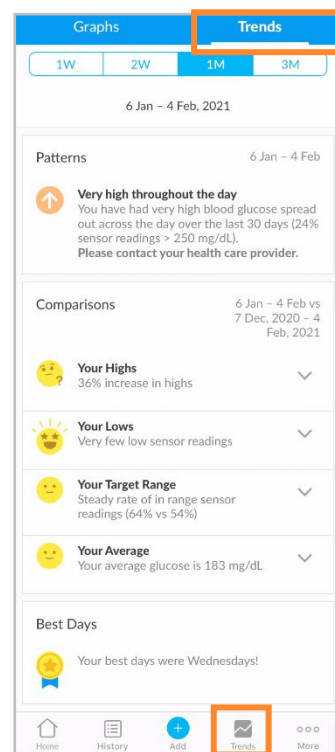 Graphs
Trends
1W
2W
1M
3M
6 Jan – 4 Feb, 2021
Patterns
6 Jan – 4 Feb
Very high throughout the day
You have had very high blood glucose spread
out across the day over the last 30 days (24%
sensor readings > 250 mg/dL).
Please contact your health care provider.
Comparisons
6 Jan – 4 Feb vs
7 Dec, 2020 – 4
Feb, 2021
Your Highs
36% increase in highs
Your Lows
Very few low sensor readings
Your Target Range
Steady rate of in range sensor
readings (64% vs 54%)
Your Average
Your average glucose is 183 mg/dL
Best Days
Your best days were Wednesdays!
Home
History
Add
Trends
More